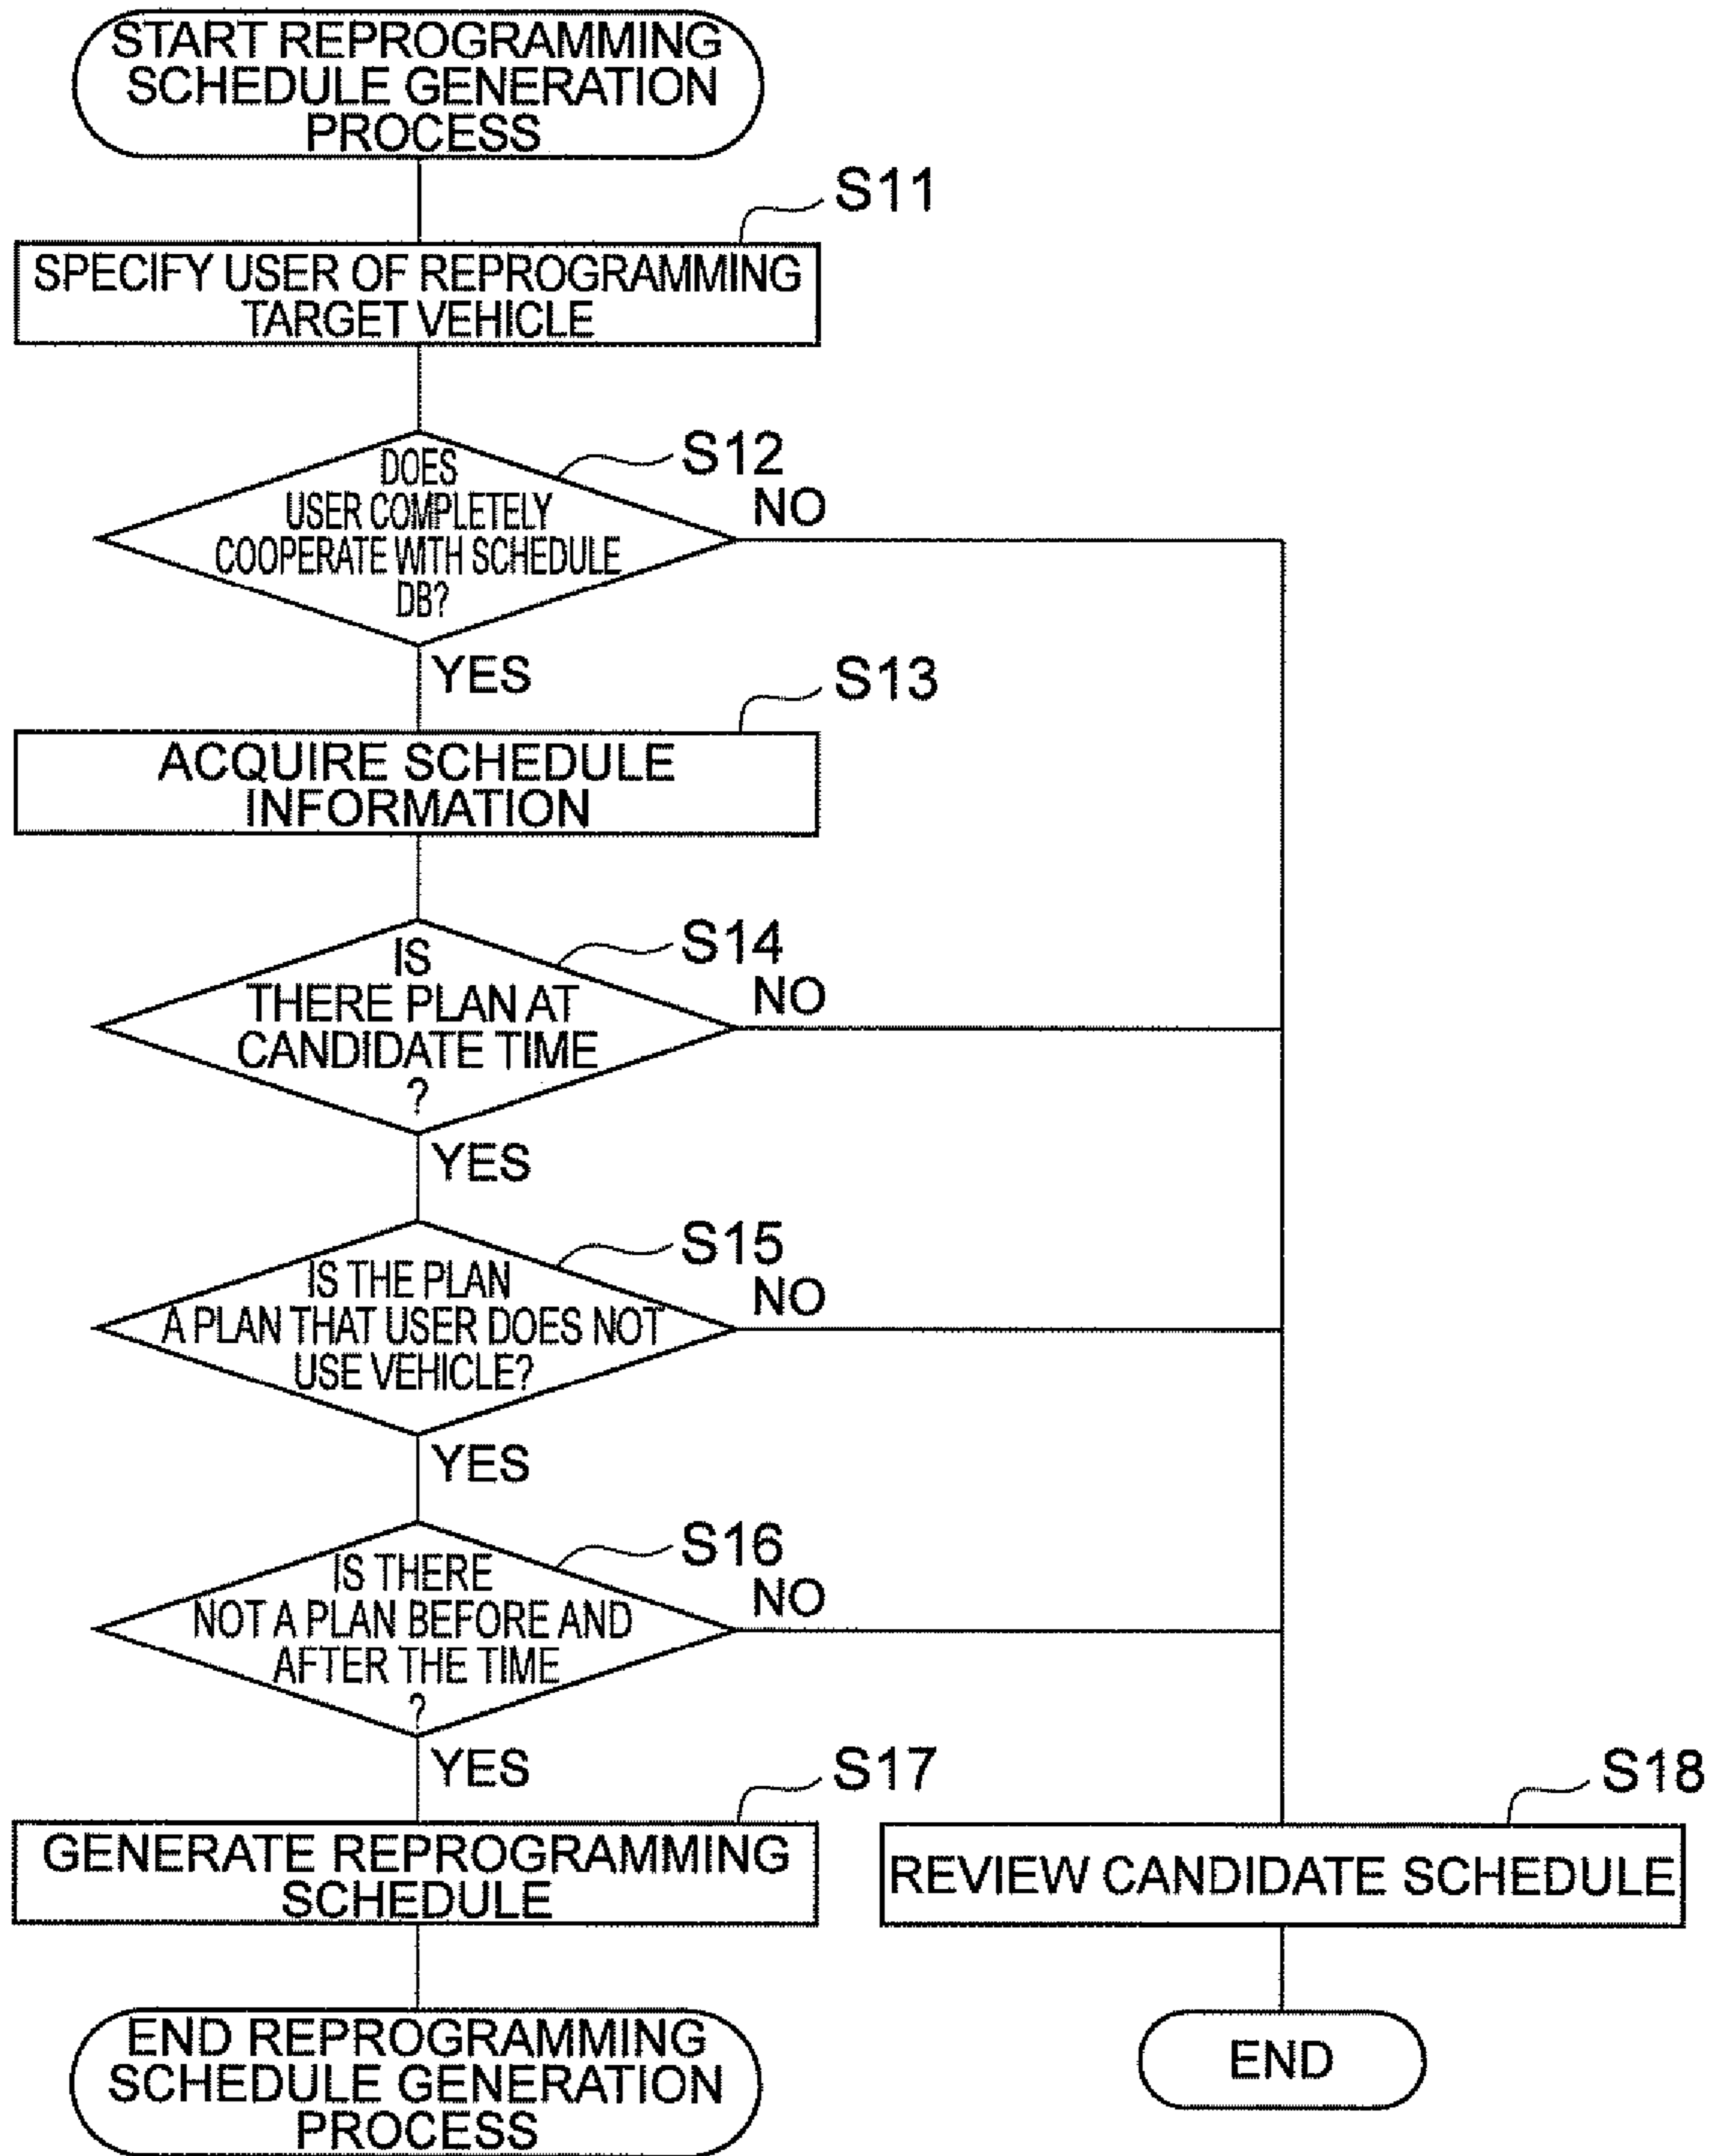 START REPROGRAMMING
SCHEDULE GENERATION
PROCESS
S11
SPECIFY USER OF REPROGRAMMING
TARGET VEHICLE
S12
DOES
USER COMPLETELY
COOPERATE WITH SCHEDULE
DB?
NO
YES
S13
ACQUIRE SCHEDULE
INFORMATION
S14
IS
THERE PLAN AT
CANDIDATE TIME
?
NO
YES
S15
IS THE PLAN
A PLAN THAT USER DOES NOT
USE VEHICLE?
NO
YES
S16
IS THERE
NOT A PLAN BEFORE AND
AFTER THE TIME
?
NO
YES
S17
GENERATE REPROGRAMMING
SCHEDULE
S18
REVIEW CANDIDATE SCHEDULE
END REPROGRAMMING
SCHEDULE GENERATION
PROCESS
END